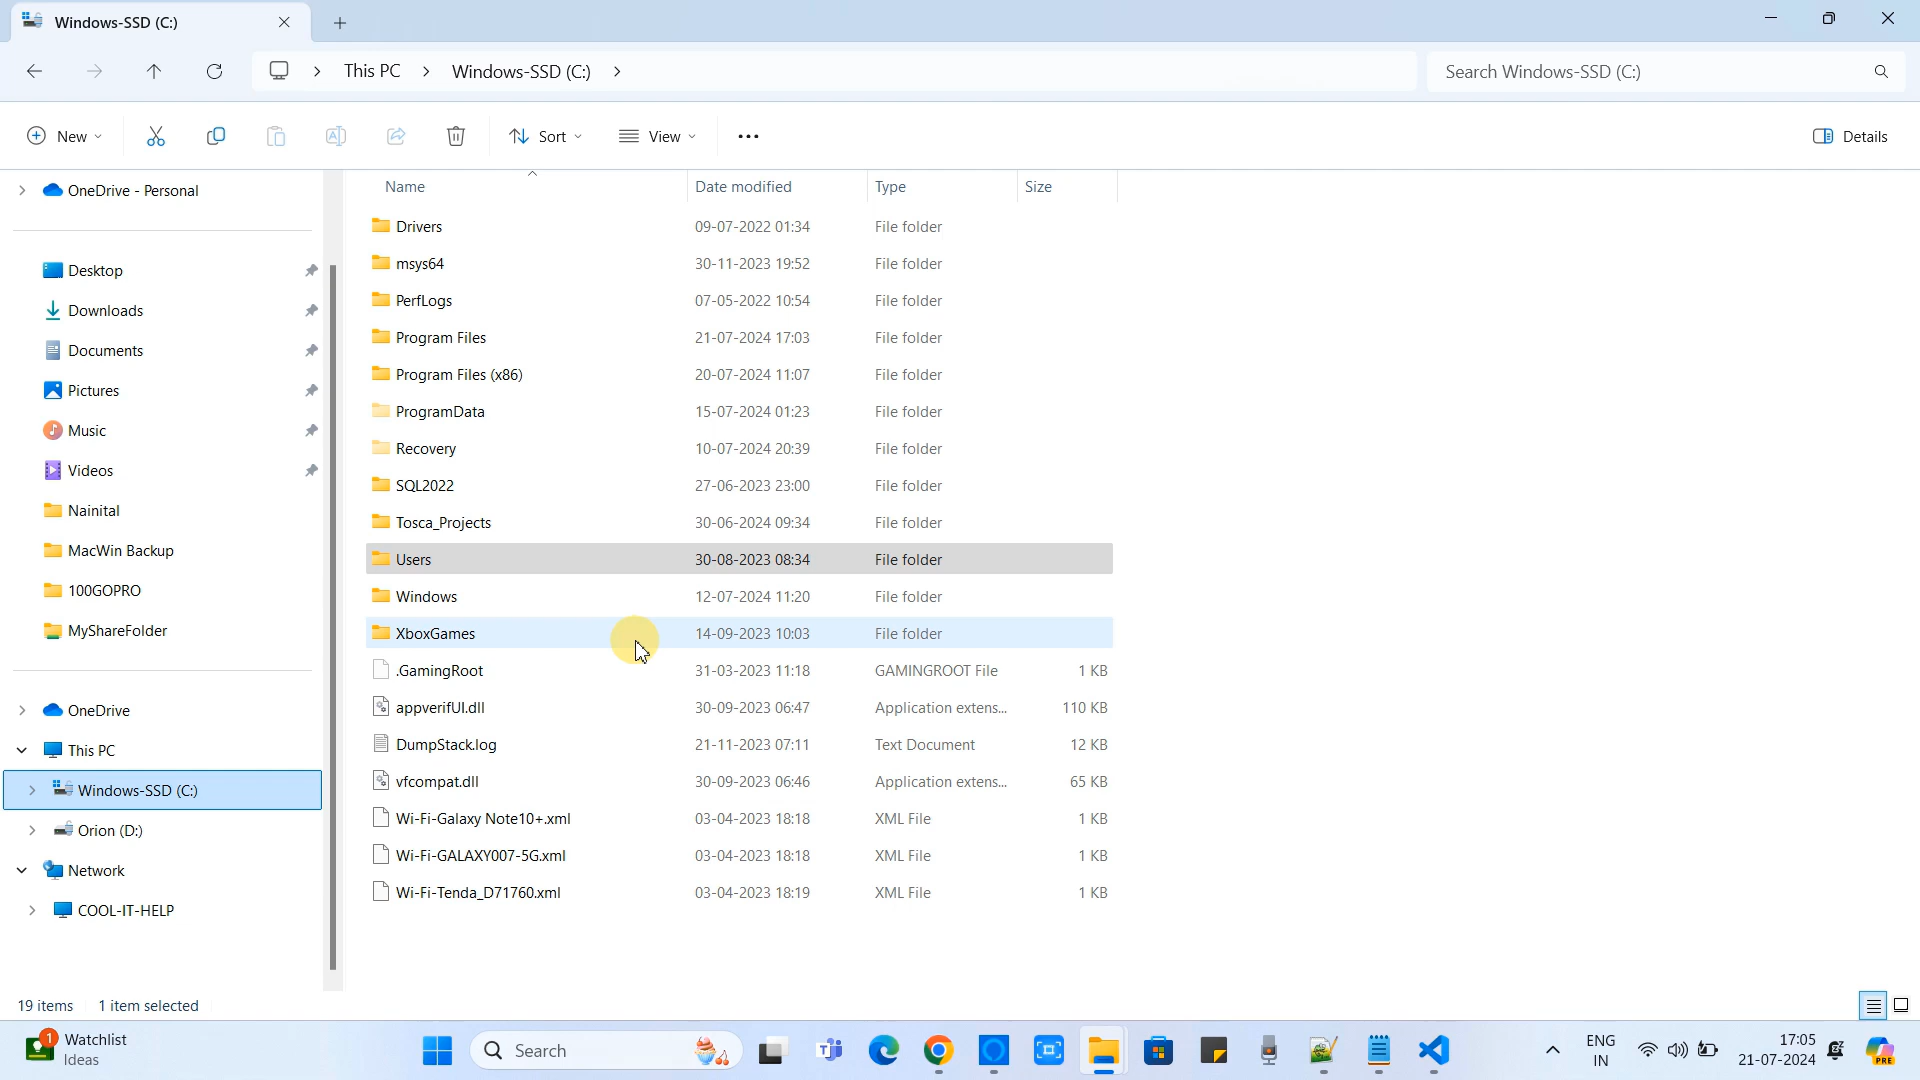 Windows-SSD (C:)
This PC > Windows-SSD (C:) >
Search Windows-SSD (C:)
New
Sort
View
Details
OneDrive - Personal
Desktop
Downloads
Documents
Pictures
Music
Videos
Nainital
MacWin Backup
100GOPRO
MyShareFolder
OneDrive
This PC
Windows-SSD (C:)
Orion (D:)
Network
COOL-IT-HELP
Name Date modified Type Size
Drivers 09-07-2022 01:34 File folder
msys64 30-11-2023 19:52 File folder
PerfLogs 07-05-2022 10:54 File folder
Program Files 21-07-2024 17:03 File folder
Program Files (x86) 20-07-2024 11:07 File folder
ProgramData 15-07-2024 01:23 File folder
Recovery 10-07-2024 20:39 File folder
SQL2022 27-06-2023 23:00 File folder
Tosca_Projects 30-06-2024 09:34 File folder
Users 30-08-2023 08:34 File folder
Windows 12-07-2024 11:20 File folder
XboxGames 14-09-2023 10:03 File folder
.GamingRoot 31-03-2023 11:18 GAMINGROOT File 1 KB
appverifUI.dll 30-09-2023 06:47 Application extens... 110 KB
DumpStack.log 21-11-2023 07:11 Text Document 12 KB
vfcompat.dll 30-09-2023 06:46 Application extens... 65 KB
Wi-Fi-Galaxy Note10+.xml 03-04-2023 18:18 XML File 1 KB
Wi-Fi-GALAXY007-5G.xml 03-04-2023 18:18 XML File 1 KB
Wi-Fi-Tenda_D71760.xml 03-04-2023 18:19 XML File 1 KB
19 items 1 item selected
1
Watchlist
Ideas
Search
ENG
IN
17:05
21-07-2024
PRE